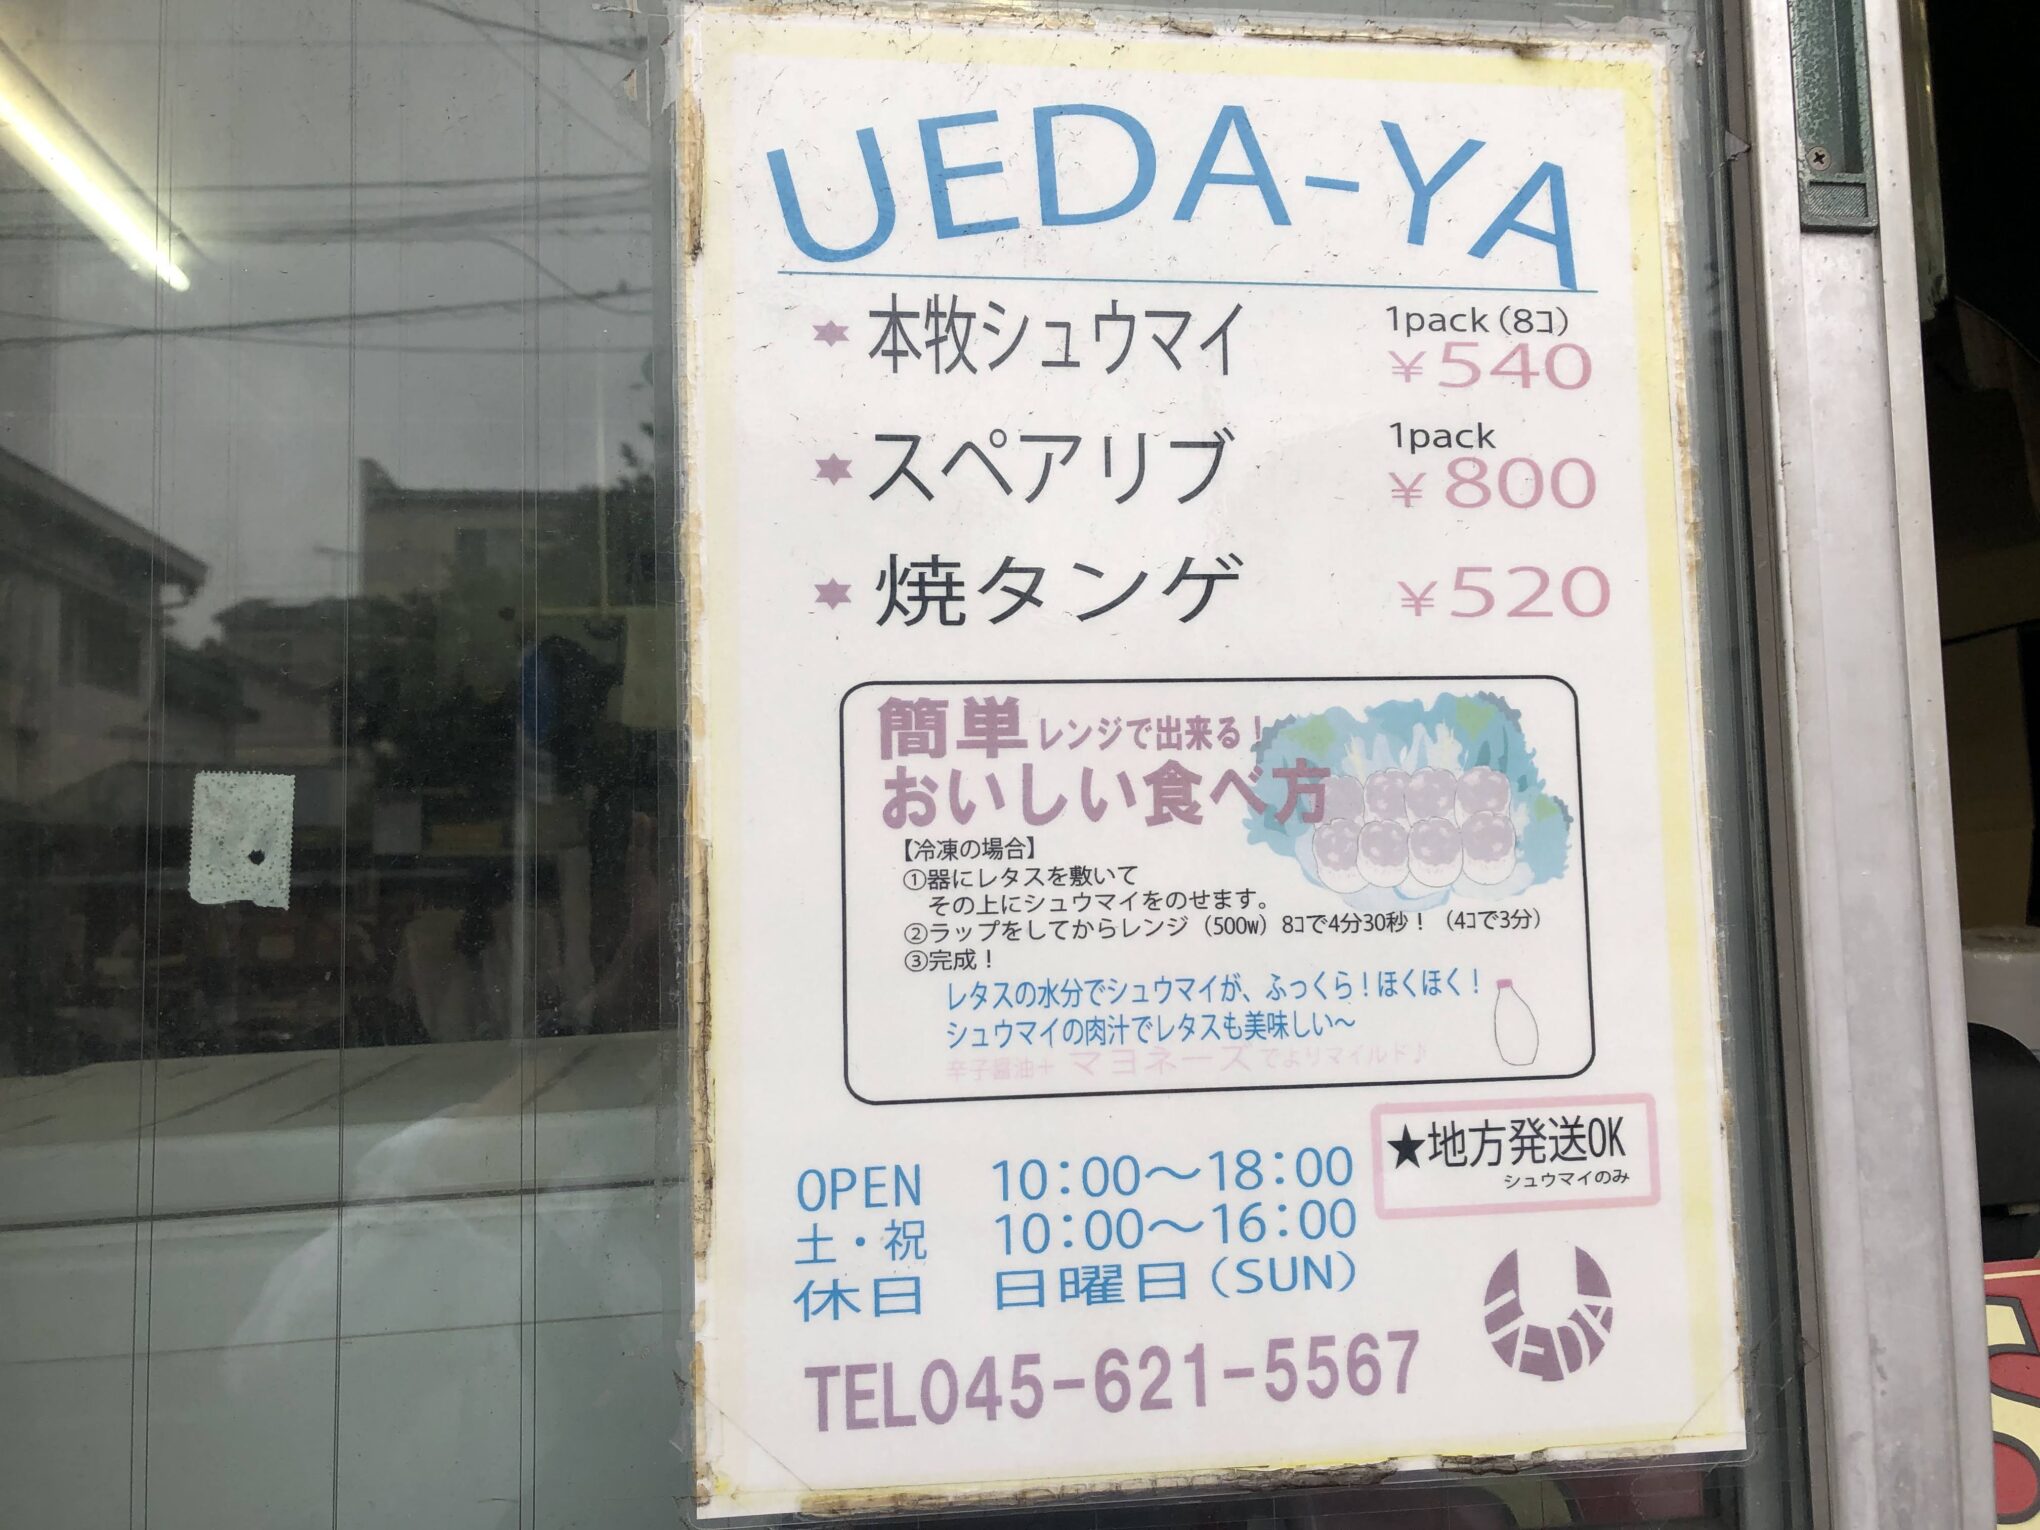 UEDA-YA
本牧シュウマイ 1pack(8コ) ¥540
スペアリブ 1pack ¥800
焼タンゲ ¥520
簡単レンジで出来る！
おいしい食べ方
【冷凍の場合】
①器にレタスを敷いて
その上にシュウマイをのせます。
②ラップをしてからレンジ（500w）8コで4分30秒！（4コで3分）
③完成！
レタスの水分でシュウマイが、ふっくら！ほくほく！
シュウマイの肉汁でレタスも美味しい～
辛子醤油＋マヨネーズでよりマイルド♪
★地方発送OK
シュウマイのみ
OPEN 10：00～18：00
土・祝 10：00～16：00
休日 日曜日(SUN)
TEL045-621-5567